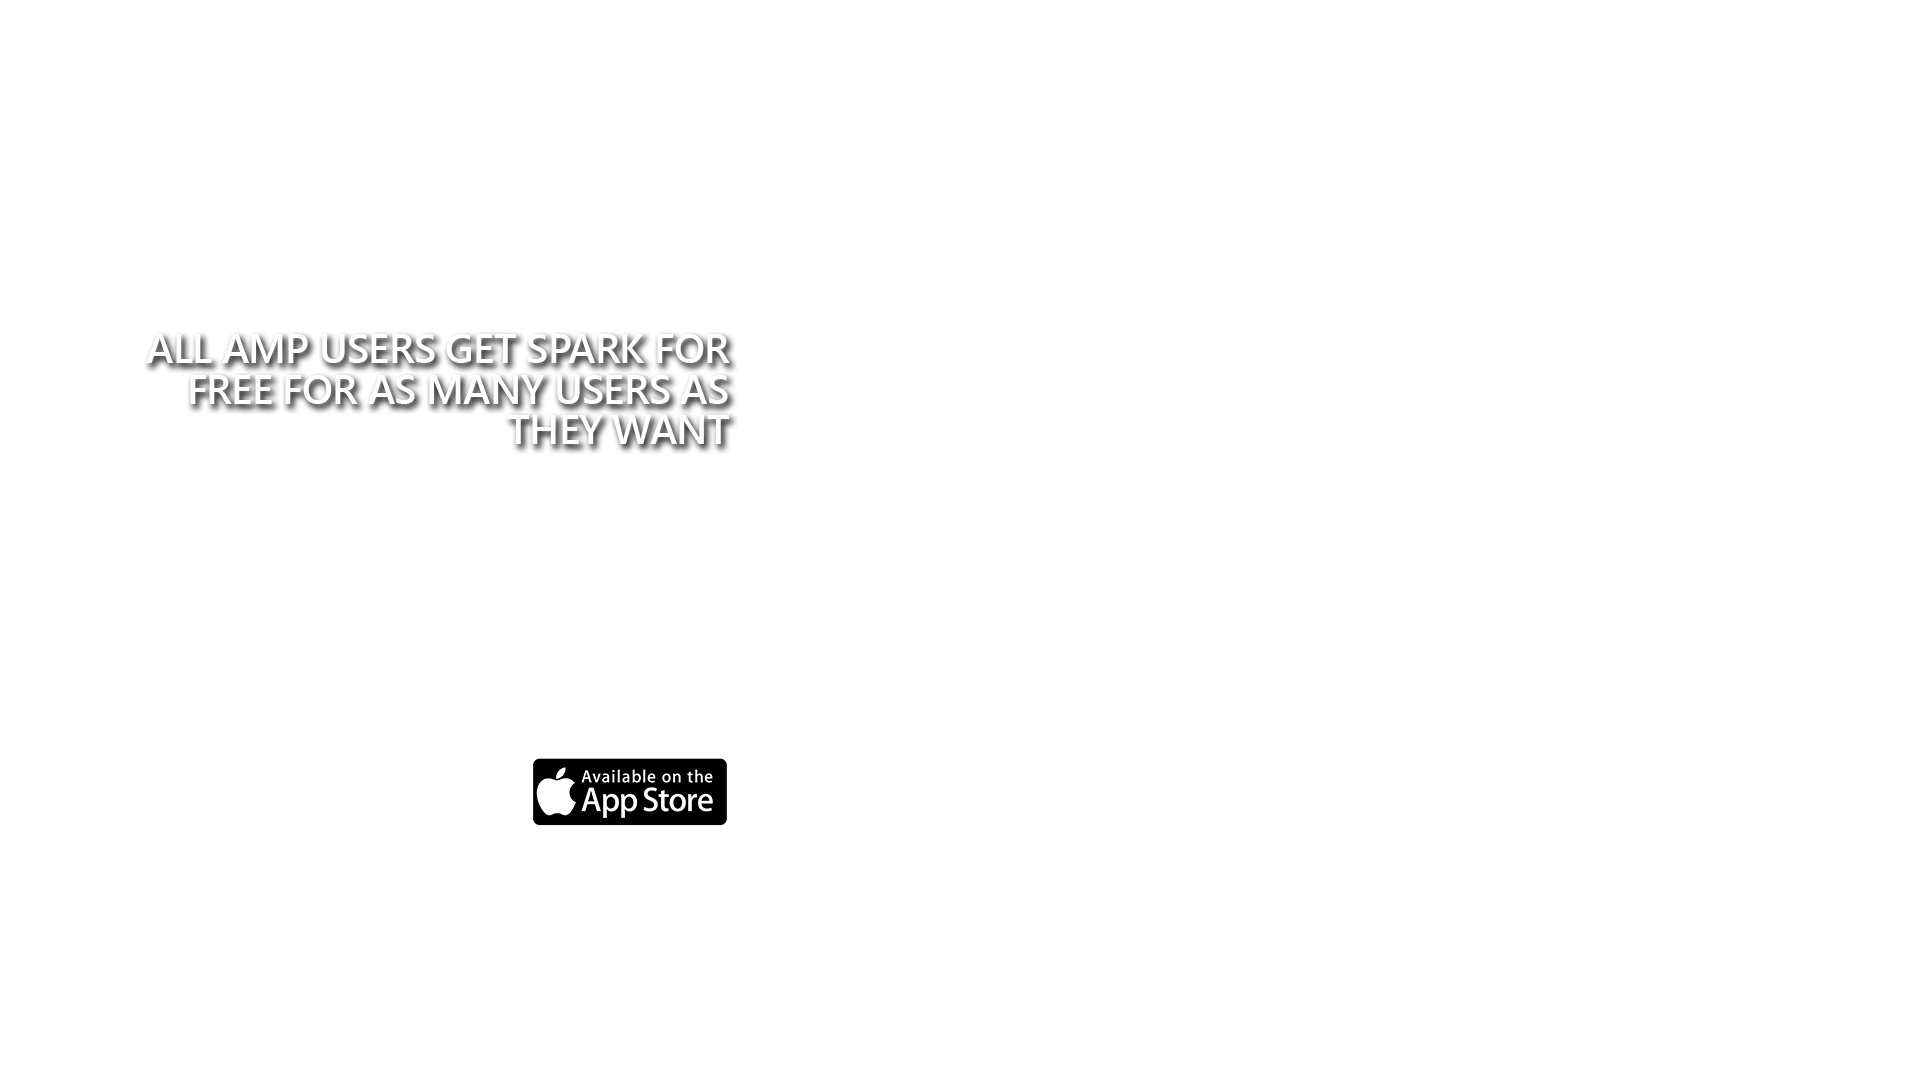 ALL AMP USERS GET SPARK FOR
FREE FOR AS MANY USERS AS
THEY WANT
Available on the
App Store